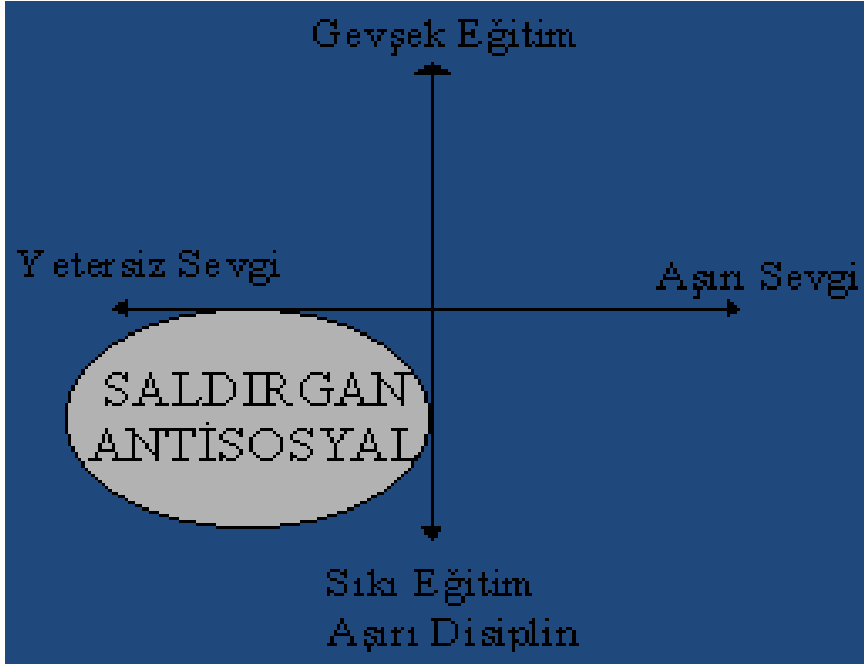 Gevşek Eğitim
Yetersiz Sevgi
Aşırı Sevgi
SALDIRGAN
ANTİSOSYAL
Sıkı Eğitim
Aşırı Disiplin